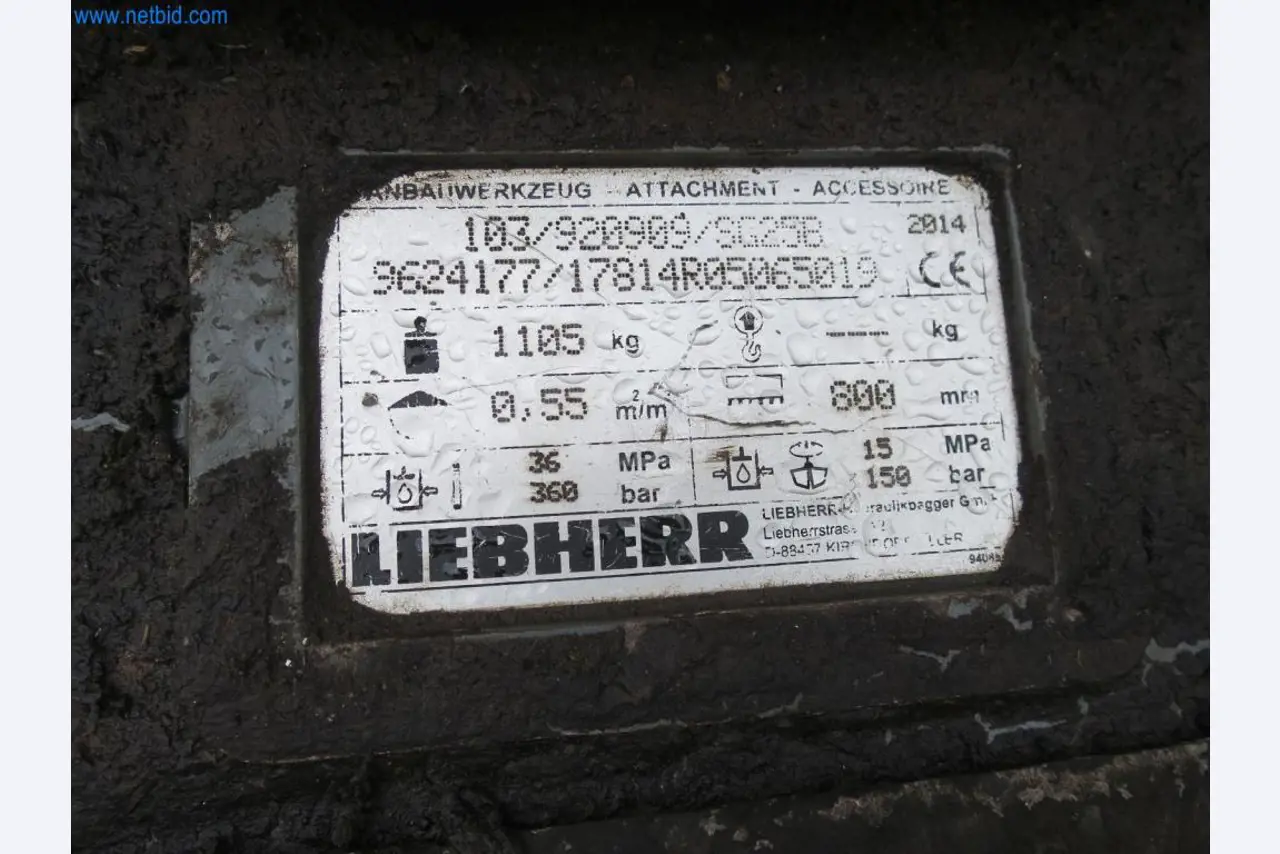 www.netbid.com
ANBAUWERKZEUG - ATTACHMENT - ACCESSOIRE
103/920909/SG25B 2014
9624177/17814R05065019 CE
1105 kg ---- kg
0,55 m²/m 800 mm
36 MPa 15 MPa
360 bar 150 bar
LIEBHERR
LIEBHERR
Liebherrstrasse